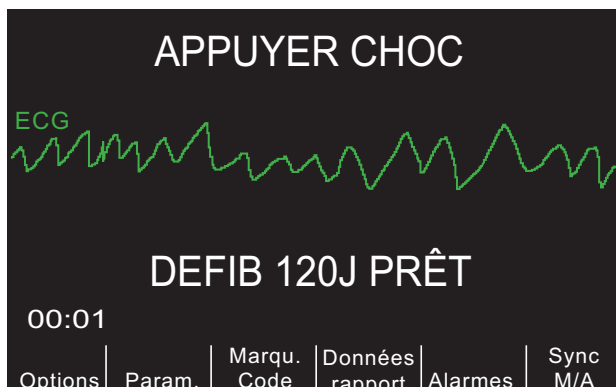 APPUYER CHOC
ECG
DEFIB 120J PRÊT
00:01
Options
Param.
Marqu.
Code
Données
rapport
Alarmes
Sync
M/A